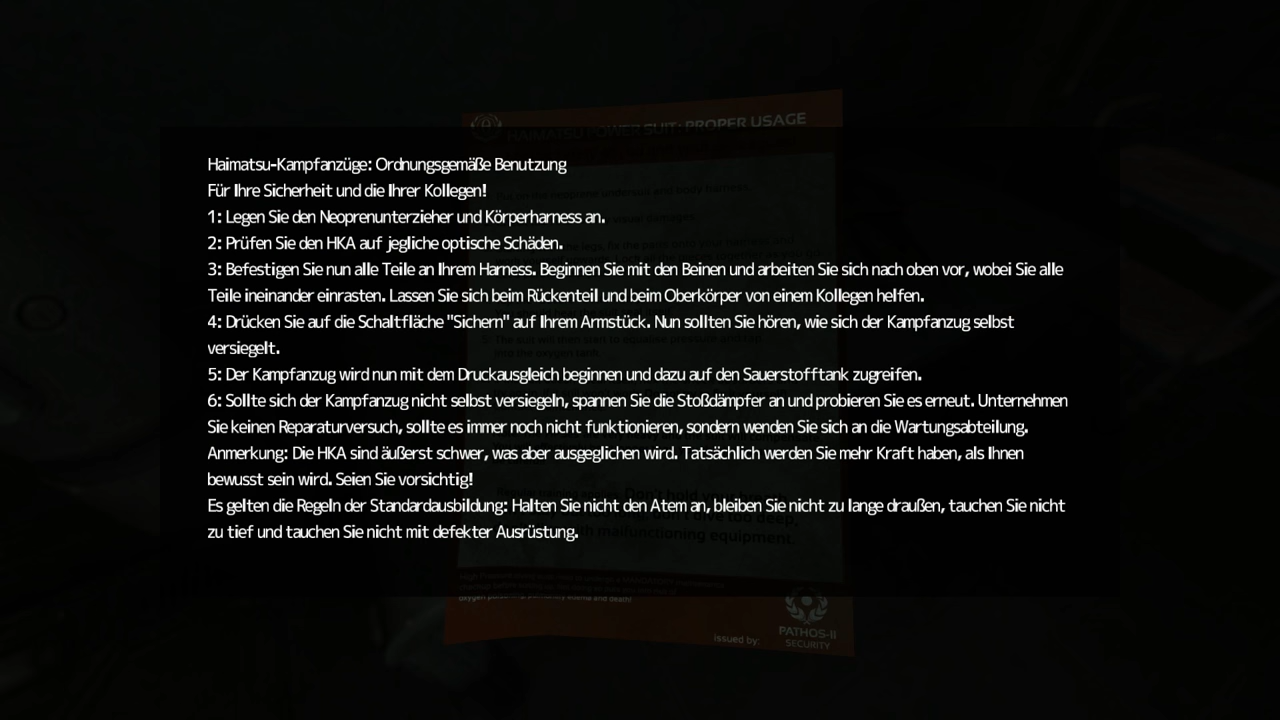 HAIMATSU POWER SUIT: PROPER USAGE
Haimatsu-Kampfanzüge: Ordnungsgemäße Benutzung
Für Ihre Sicherheit und die Ihrer Kollegen!
1: Legen Sie den Neoprenunterzieher und Körperharness an.
2: Prüfen Sie den HKA auf jegliche optische Schäden.
3: Befestigen Sie nun alle Teile an Ihrem Harness. Beginnen Sie mit den Beinen und arbeiten Sie sich nach oben vor, wobei Sie alle
Teile ineinander einrasten. Lassen Sie sich beim Rückenteil und beim Oberkörper von einem Kollegen helfen.
4: Drücken Sie auf die Schaltfläche "Sichern" auf Ihrem Armstück. Nun sollten Sie hören, wie sich der Kampfanzug selbst
versiegelt.
5: Der Kampfanzug wird nun mit dem Druckausgleich beginnen und dazu auf den Sauerstofftank zugreifen.
6: Sollte sich der Kampfanzug nicht selbst versiegeln, spannen Sie die Stoßdämpfer an und probieren Sie es erneut. Unternehmen
Sie keinen Reparaturversuch, sollte es immer noch nicht funktionieren, sondern wenden Sie sich an die Wartungsabteilung.
Anmerkung: Die HKA sind äußerst schwer, was aber ausgeglichen wird. Tatsächlich werden Sie mehr Kraft haben, als Ihnen
bewusst sein wird. Seien Sie vorsichtig!
Es gelten die Regeln der Standardausbildung: Halten Sie nicht den Atem an, bleiben Sie nicht zu lange draußen, tauchen Sie nicht
zu tief und tauchen Sie nicht mit defekter Ausrüstung.
malfunctioning equipment.
issued by:
PATHOS-II
SECURITY